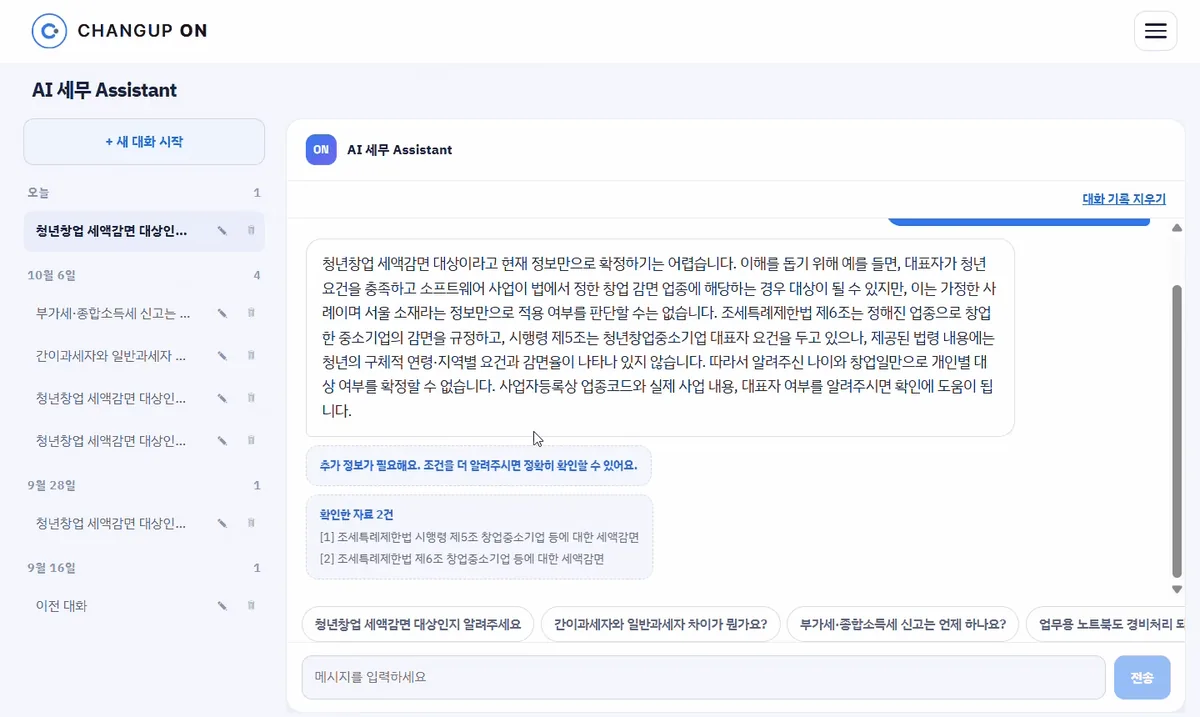 CHANGUP ON
AI 세무 Assistant
+ 새 대화 시작
오늘 1
청년창업 세액감면 대상인...
10월 6일 4
부가세·종합소득세 신고는 ...
간이과세자와 일반과세자 ...
청년창업 세액감면 대상인...
청년창업 세액감면 대상인...
9월 28일 1
청년창업 세액감면 대상인...
9월 16일 1
이전 대화
ON AI 세무 Assistant
대화 기록 지우기
청년창업 세액감면 대상이라고 현재 정보만으로 확정하기는 어렵습니다. 이해를 돕기 위해 예를 들면, 대표자가 청년
요건을 충족하고 소프트웨어 사업이 법에서 정한 창업 감면 업종에 해당하는 경우 대상이 될 수 있지만, 이는 가정한 사
례이며 서울 소재라는 정보만으로 적용 여부를 판단할 수는 없습니다. 조세특례제한법 제6조는 정해진 업종으로 창업
한 중소기업의 감면을 규정하고, 시행령 제5조는 청년창업중소기업 대표자 요건을 두고 있으나, 제공된 법령 내용에는
청년의 구체적 연령·지역별 요건과 감면율이 나타나 있지 않습니다. 따라서 알려주신 나이와 창업일만으로 개인별 대
상 여부를 확정할 수 없습니다. 사업자등록상 업종코드와 실제 사업 내용, 대표자 여부를 알려주시면 확인에 도움이 됩
니다.
추가 정보가 필요해요. 조건을 더 알려주시면 정확히 확인할 수 있어요.
확인한 자료 2건
[1] 조세특례제한법 시행령 제5조 창업중소기업 등에 대한 세액감면
[2] 조세특례제한법 제6조 창업중소기업 등에 대한 세액감면
청년창업 세액감면 대상인지 알려주세요
간이과세자와 일반과세자 차이가 뭔가요?
부가세·종합소득세 신고는 언제 하나요?
업무용 노트북도 경비처리
메시지를 입력하세요
전송